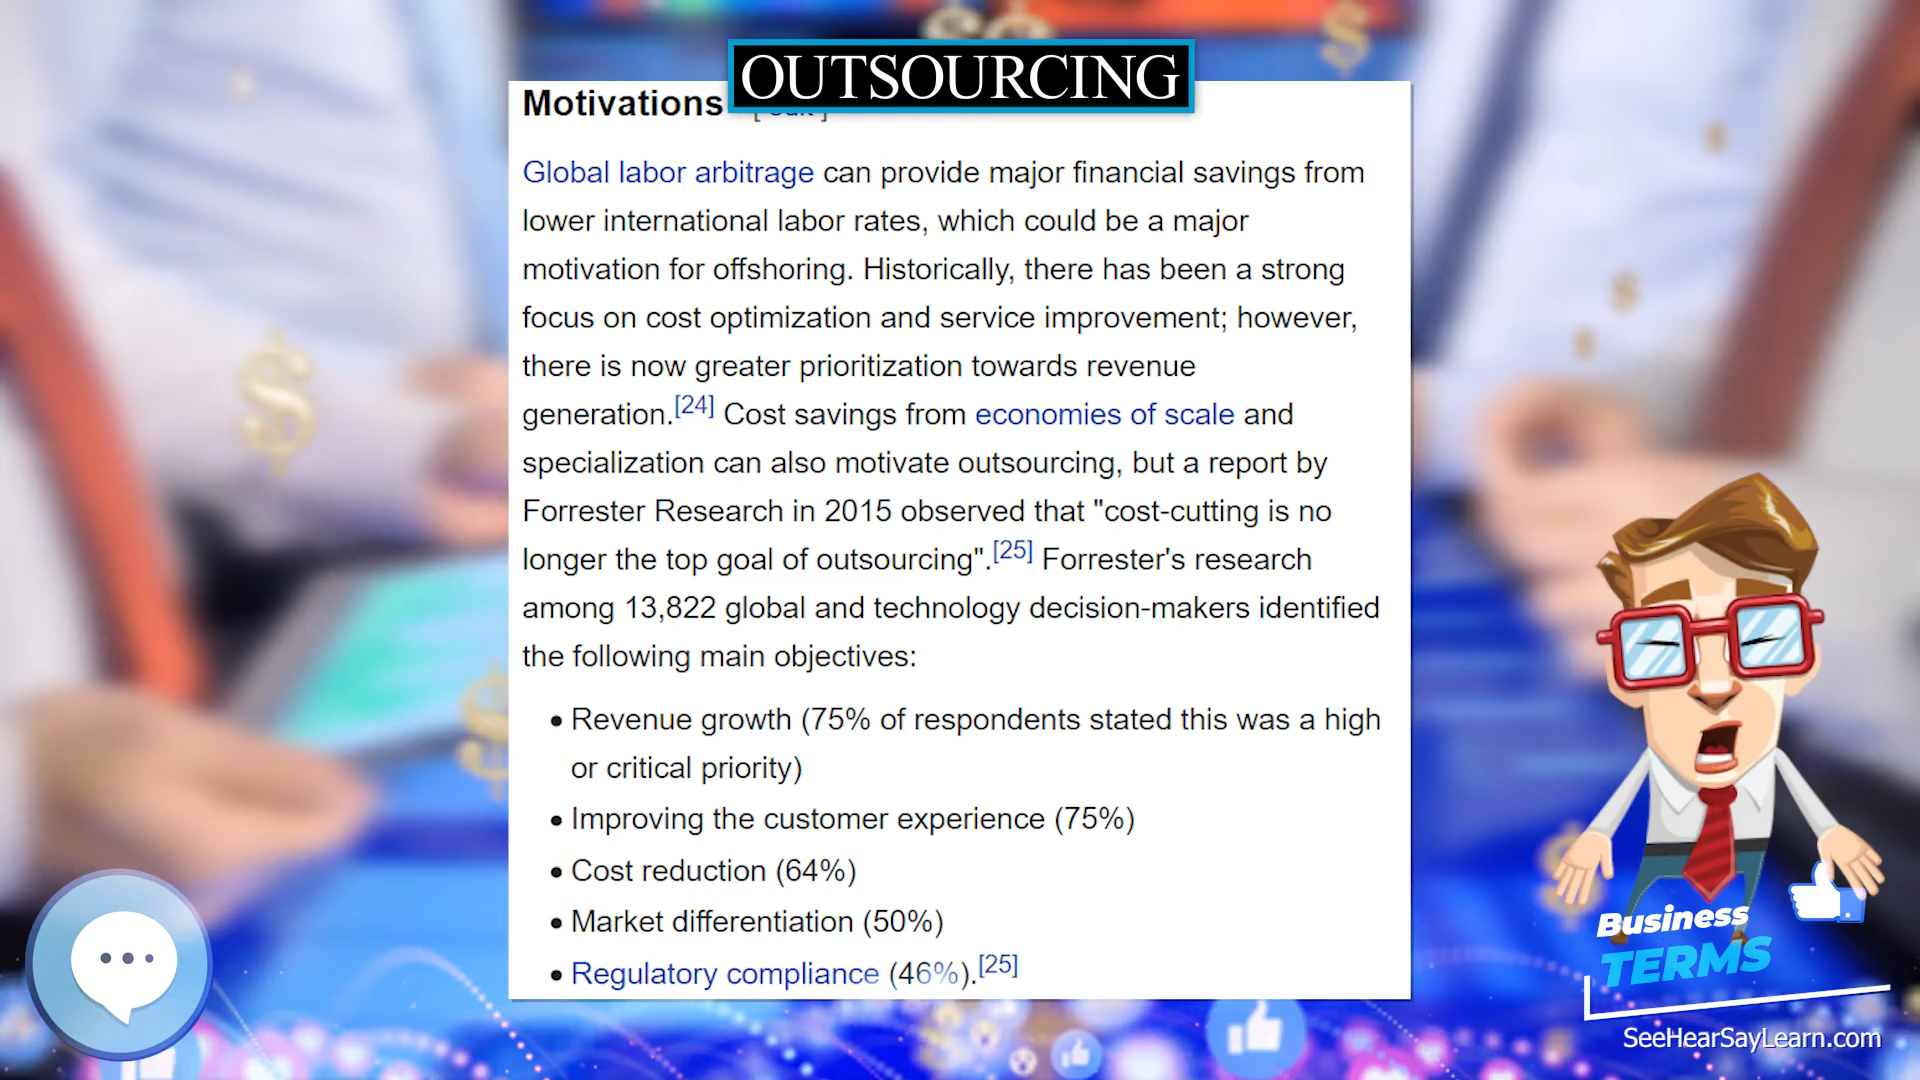 OUTSOURCING
Motivations
Global labor arbitrage can provide major financial savings from
lower international labor rates, which could be a major
motivation for offshoring. Historically, there has been a strong
focus on cost optimization and service improvement; however,
there is now greater prioritization towards revenue
generation.[24] Cost savings from economies of scale and
specialization can also motivate outsourcing, but a report by
Forrester Research in 2015 observed that "cost-cutting is no
longer the top goal of outsourcing".[25] Forrester's research
among 13,822 global and technology decision-makers identified
the following main objectives:
• Revenue growth (75% of respondents stated this was a high
or critical priority)
• Improving the customer experience (75%)
• Cost reduction (64%)
• Market differentiation (50%)
• Regulatory compliance (46%).[25]
Business
TERMS
SeeHearSayLearn.com